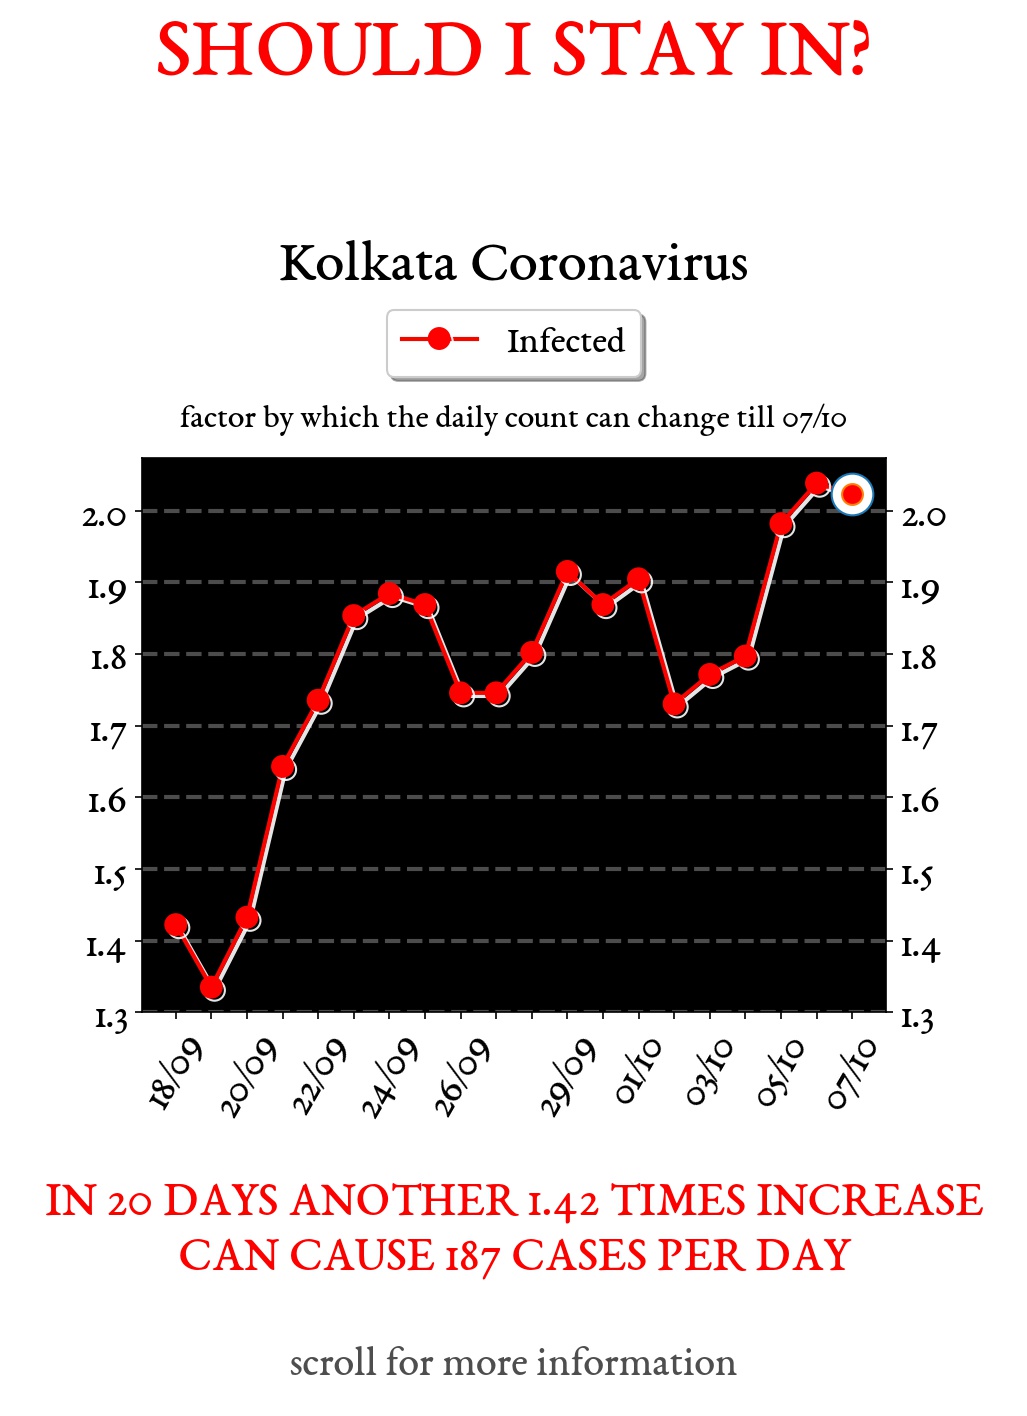 SHOULD I STAY IN?
Kolkata Coronavirus
Infected
factor by which the daily count can change till 07/10
2.0 2.0
1.9 1.9
1.8 1.8
1.7 1.7
1.6 1.6
1.5 1.5
1.4 1.4
1.3 1.3
18/09 20/09 22/09 24/09 26/09 29/09 01/10 03/10 05/10 07/10
IN 20 DAYS ANOTHER 1.42 TIMES INCREASE
CAN CAUSE 187 CASES PER DAY
scroll for more information